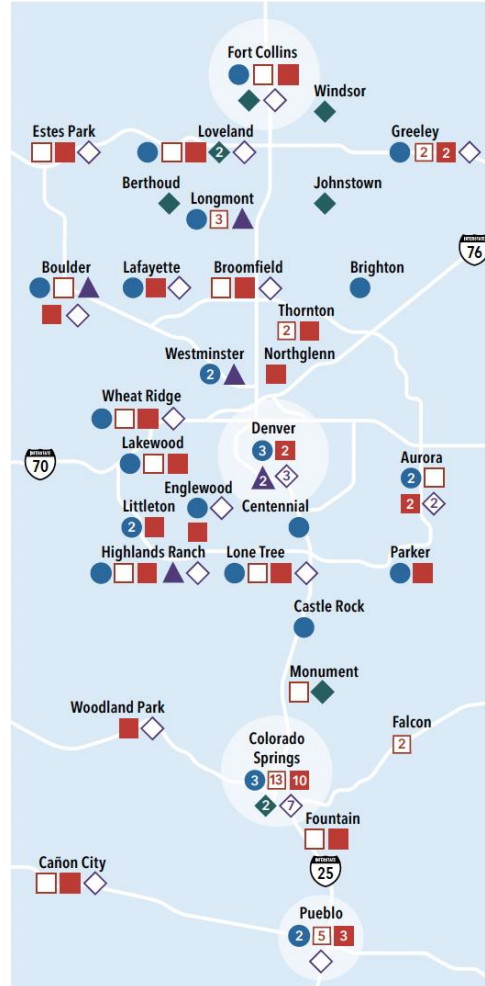 Fort Collins
Windsor
Estes Park
Loveland
2
Greeley
2 2
Berthoud
Johnstown
Longmont
3
INTERSTATE
76
Boulder
Lafayette
Broomfield
Brighton
Thornton
2
Westminster
2
Northglenn
Wheat Ridge
Denver
3 2
2 3
INTERSTATE
70
Lakewood
Aurora
2
2 2
Englewood
Littleton
2
Centennial
Highlands Ranch
Lone Tree
Parker
Castle Rock
Monument
Woodland Park
Falcon
2
Colorado
Springs
3 13 10
2 7
Fountain
INTERSTATE
25
Cañon City
Pueblo
2 5 3